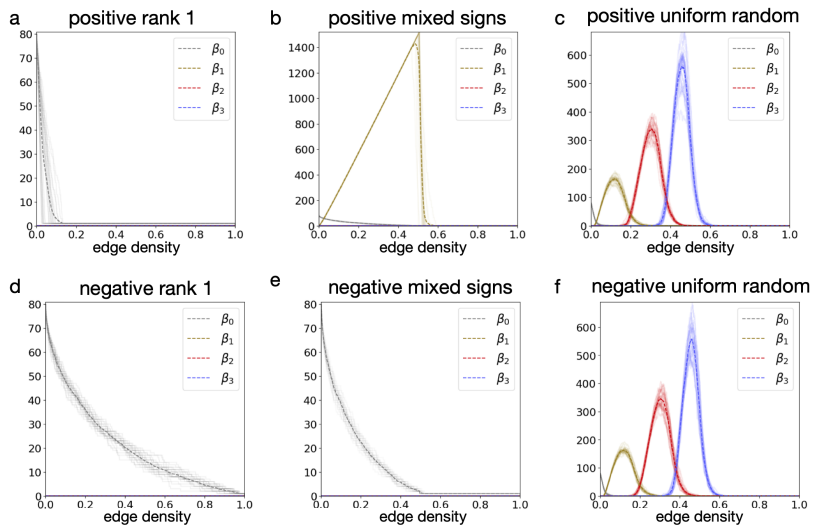 a positive rank 1
80
70
60
50
40
30
20
10
0
β0
β1
β2
β3
0.0 0.2 0.4 0.6 0.8 1.0
edge density
b positive mixed signs
1400
1200
1000
800
600
400
200
0
β0
β1
β2
β3
0.0 0.2 0.4 0.6 0.8 1.0
edge density
c positive uniform random
600
500
400
300
200
100
0
β0
β1
β2
β3
0.0 0.2 0.4 0.6 0.8 1.0
edge density
d negative rank 1
80
70
60
50
40
30
20
10
0
β0
β1
β2
β3
0.0 0.2 0.4 0.6 0.8 1.0
edge density
e negative mixed signs
80
70
60
50
40
30
20
10
0
β0
β1
β2
β3
0.0 0.2 0.4 0.6 0.8 1.0
edge density
f negative uniform random
600
500
400
300
200
100
0
β0
β1
β2
β3
0.0 0.2 0.4 0.6 0.8 1.0
edge density